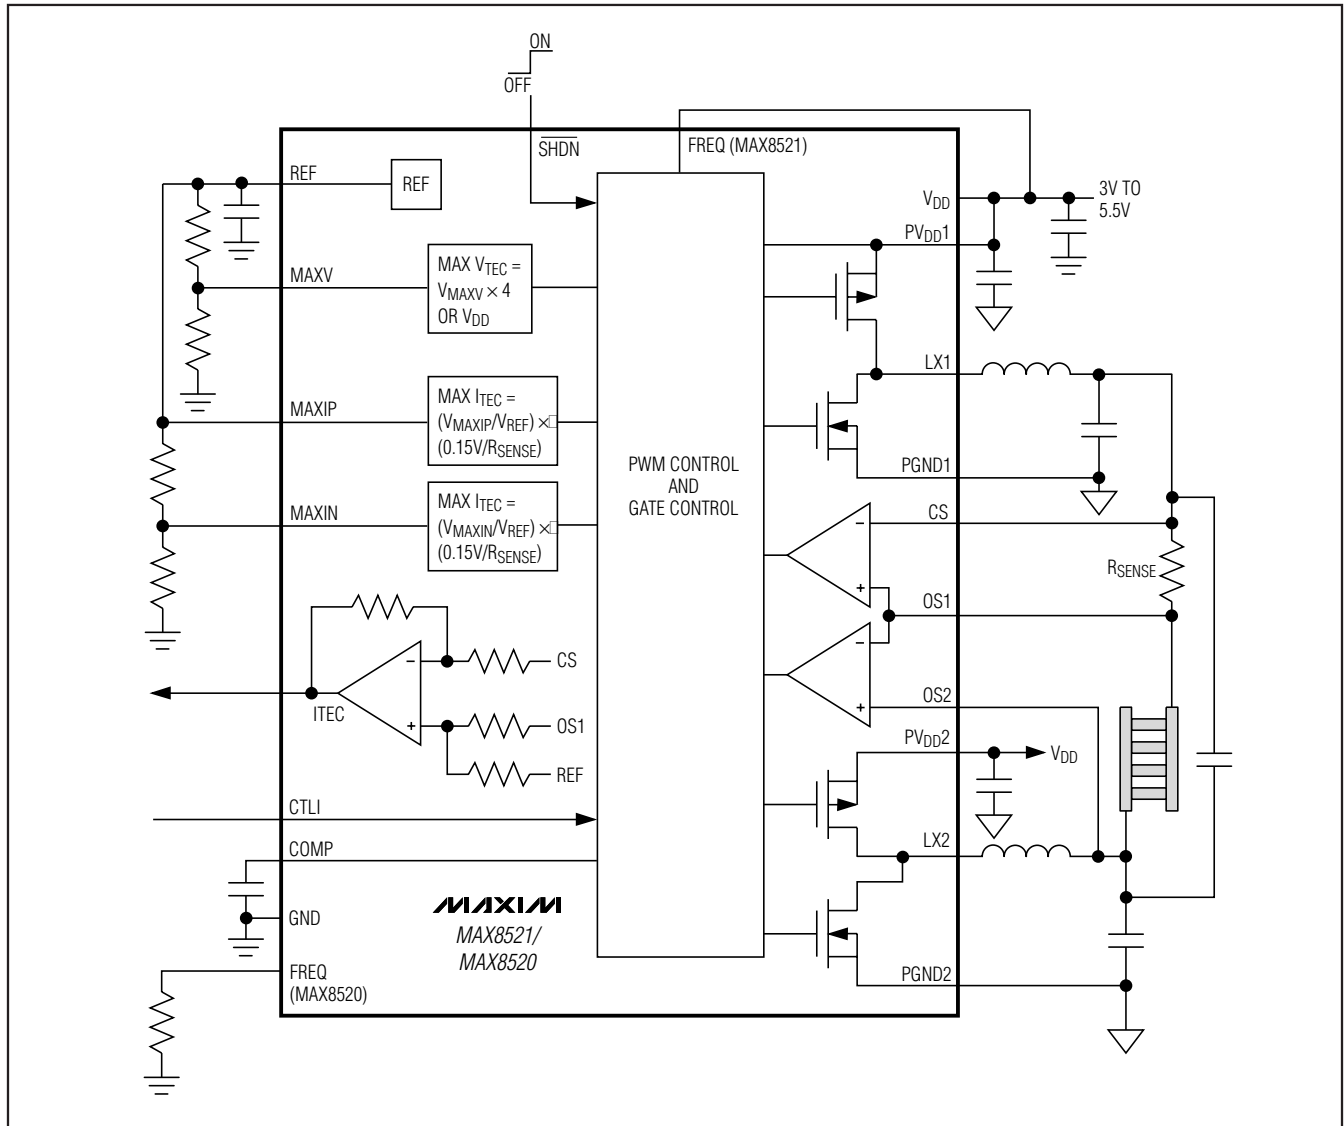 ON
OFF
SHDN
FREQ (MAX8521)
REF
REF
VDD
3V TO
5.5V
PVDD1
MAXV
MAX VTEC =
VMAXV × 4
OR VDD
LX1
MAXIP
MAX ITEC =
(VMAXIP/VREF) ×
(0.15V/RSENSE)
PWM CONTROL
AND
GATE CONTROL
PGND1
MAXIN
MAX ITEC =
(VMAXIN/VREF) ×
(0.15V/RSENSE)
CS
-
RSENSE
+
OS1
-
-
CS
OS2
+
ITEC
+
OS1
PVDD2
VDD
REF
CTLI
LX2
COMP
MAXIM
GND
MAX8521/
MAX8520
FREQ
(MAX8520)
PGND2